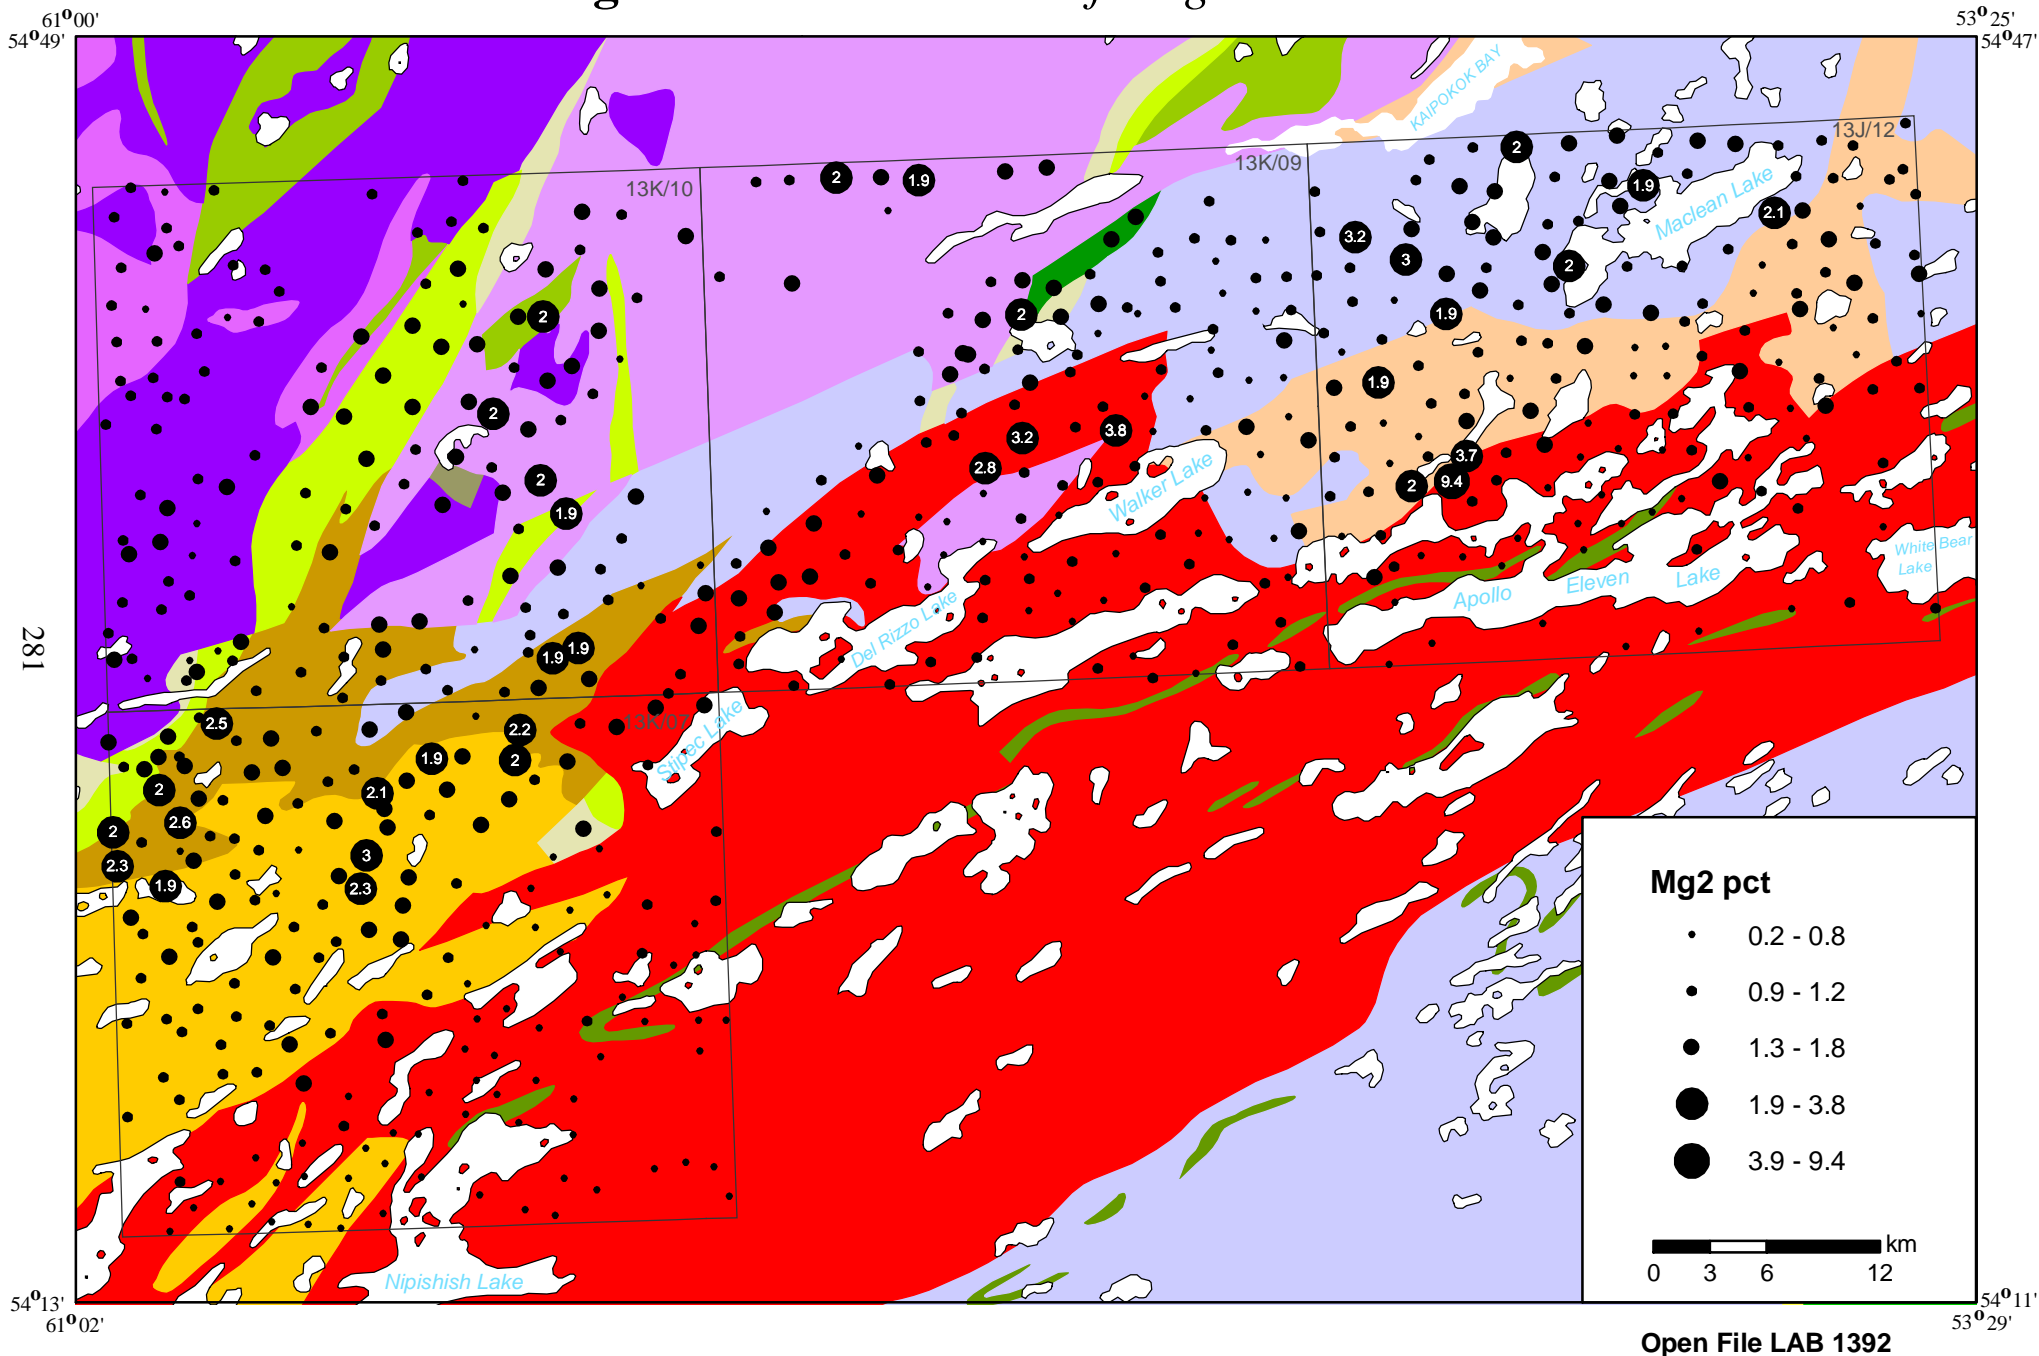 61°00'
53°25'
54°49'
54°47'
KAIPOKOK BAY
13J/12
13K/09
13K/10
2
2
1.9
1.9
Maclean Lake
2.1
3.2
3
2
2
2
1.9
1.9
2
3.8
3.2
3.7
2.8
Walker Lake
2
9.4
2
1.9
White Bear
Lake
Apollo Eleven Lake
Del Rizzo Lake
281
1.9
1.9
13K/07
2.5
2.2
Stipec Lake
1.9
2
2
2.1
2.6
2
3
2.3
1.9
2.3
Mg2 pct
0.2 - 0.8
0.9 - 1.2
1.3 - 1.8
1.9 - 3.8
3.9 - 9.4
km
0 3 6 12
Nipishish Lake
54°13'
54°11'
61°02'
53°29'
Open File LAB 1392